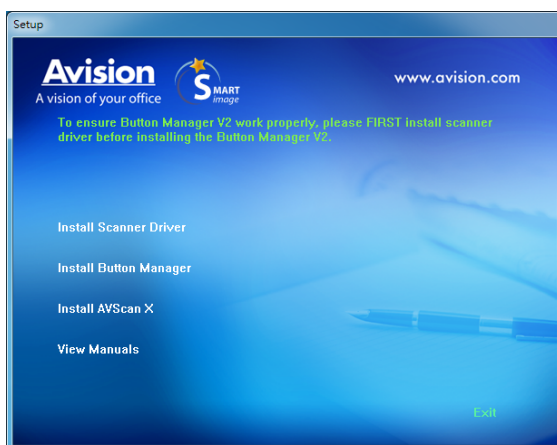 Setup
Avision
A vision of your office
SMART
Image
www.avision.com
To ensure Button Manager V2 work properly, please FIRST install scanner
driver before installing the Button Manager V2.
Install Scanner Driver
Install Button Manager
Install AVScan X
View Manuals
Exit